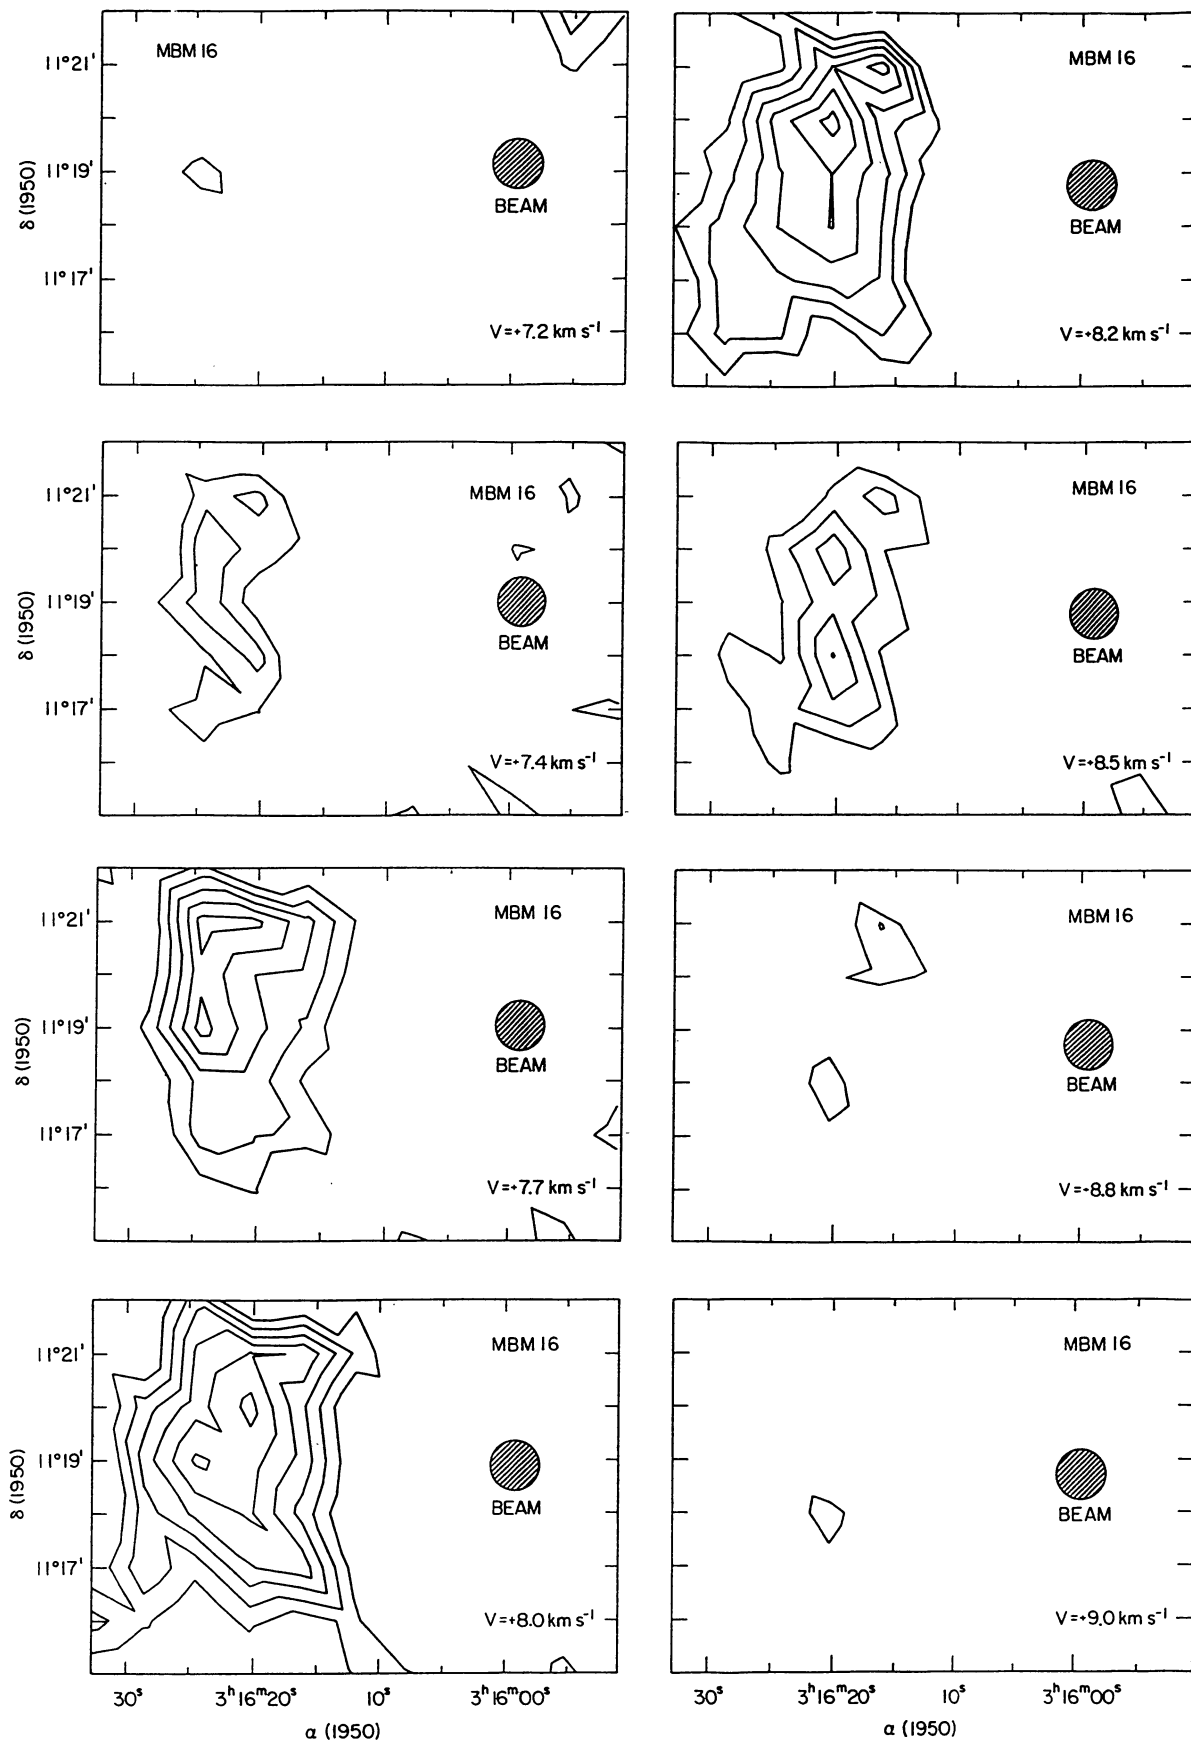 MBM 16
11°21'
11°19'
11°17'
δ (1950)
BEAM
V=+7.2 km s⁻¹
MBM 16
BEAM
V=+8.2 km s⁻¹
11°21'
11°19'
11°17'
δ (1950)
MBM 16
BEAM
V=+7.4 km s⁻¹
MBM 16
BEAM
V=+8.5 km s⁻¹
11°21'
11°19'
11°17'
δ (1950)
MBM 16
BEAM
V=+7.7 km s⁻¹
MBM 16
BEAM
V=+8.8 km s⁻¹
11°21'
11°19'
11°17'
δ (1950)
MBM 16
BEAM
V=+8.0 km s⁻¹
MBM 16
BEAM
V=+9.0 km s⁻¹
30ˢ 3ʰ16ᵐ20ˢ 10ˢ 3ʰ16ᵐ00ˢ
α (1950)
30ˢ 3ʰ16ᵐ20ˢ 10ˢ 3ʰ16ᵐ00ˢ
α (1950)